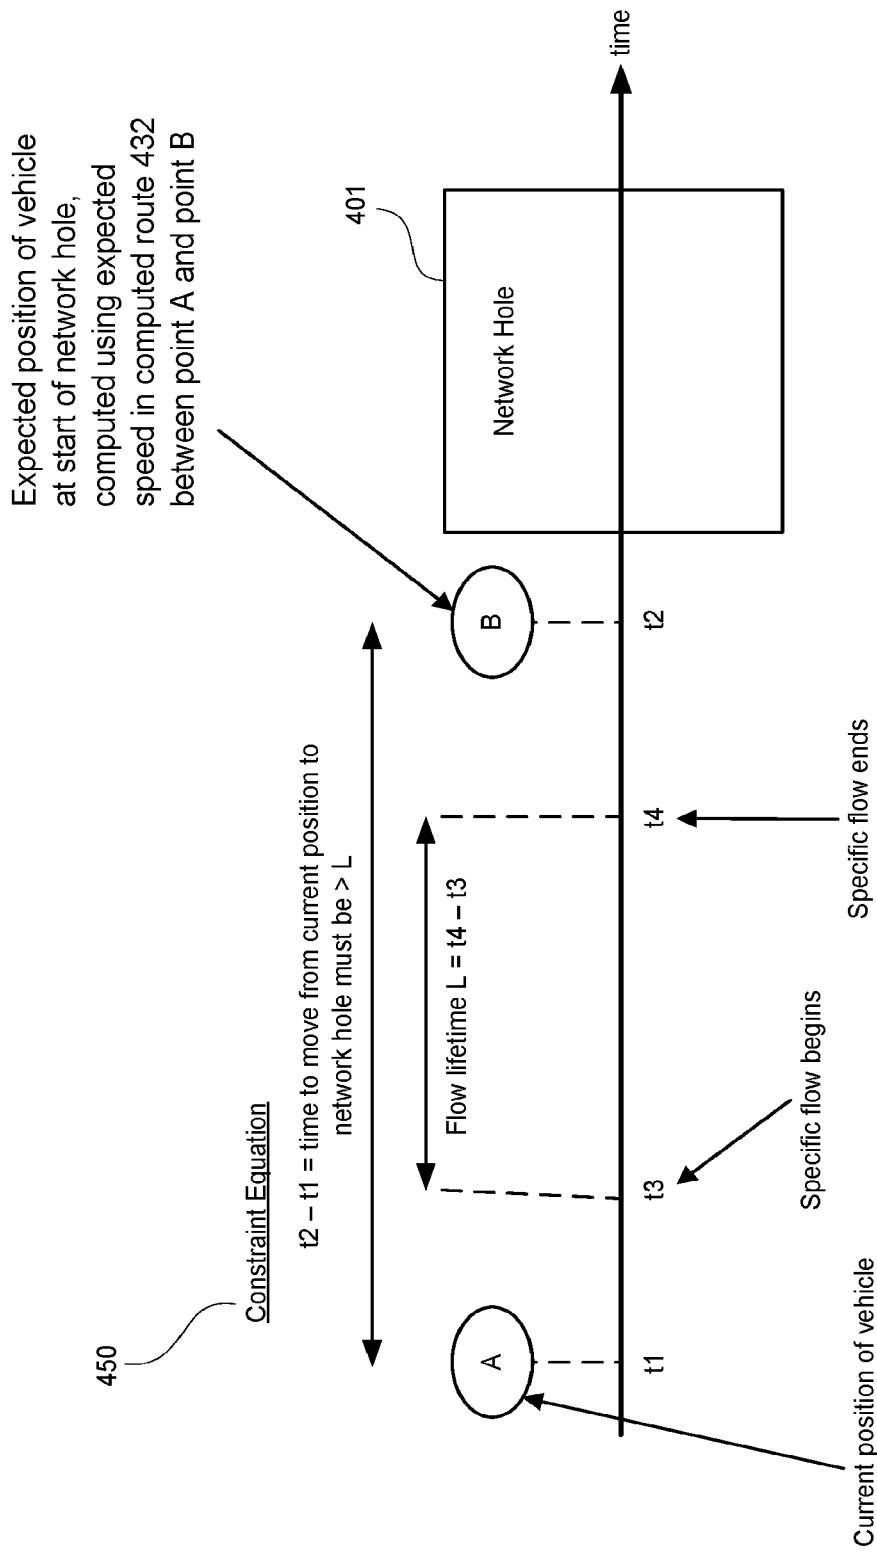 Expected position of vehicle
at start of network hole,
computed using expected
speed in computed route 432
between point A and point B
450
Constraint Equation
t2 – t1 = time to move from current position to
network hole must be > L
401
Flow lifetime L = t4 – t3
A
B
Network Hole
time
t1
t3
t4
t2
Current position of vehicle
Specific flow begins
Specific flow ends